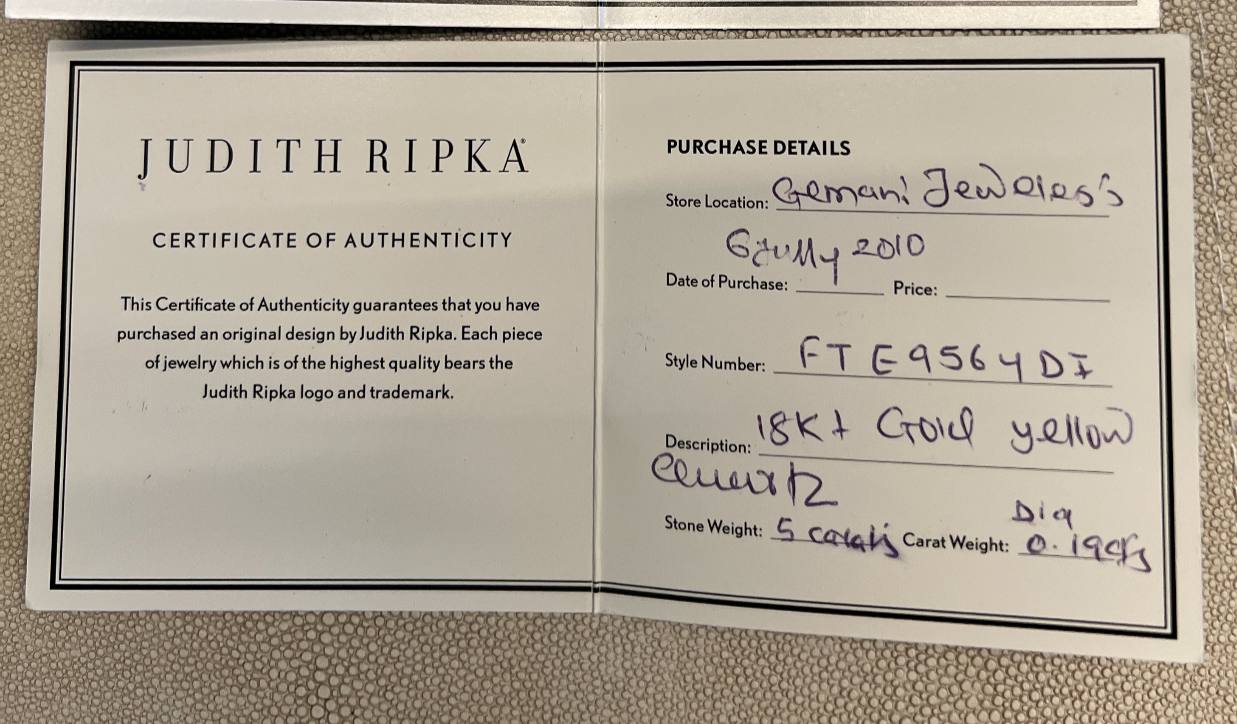 JUDITH RIPKA®
CERTIFICATE OF AUTHENTICITY
This Certificate of Authenticity guarantees that you have
purchased an original design by Judith Ripka. Each piece
of jewelry which is of the highest quality bears the
Judith Ripka logo and trademark.
PURCHASE DETAILS
Store Location: Gemani Jeweler's
6 Jully 2010
Date of Purchase: Price:
Style Number: FTE9564DI
Description: 18Kt Gold yellow
Dia
Stone Weight: 5 carats Carat Weight: 0.19cts